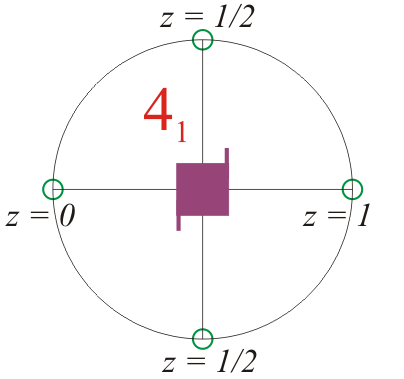 z = 1/2
4₁
z = 0
z = 1
z = 1/2